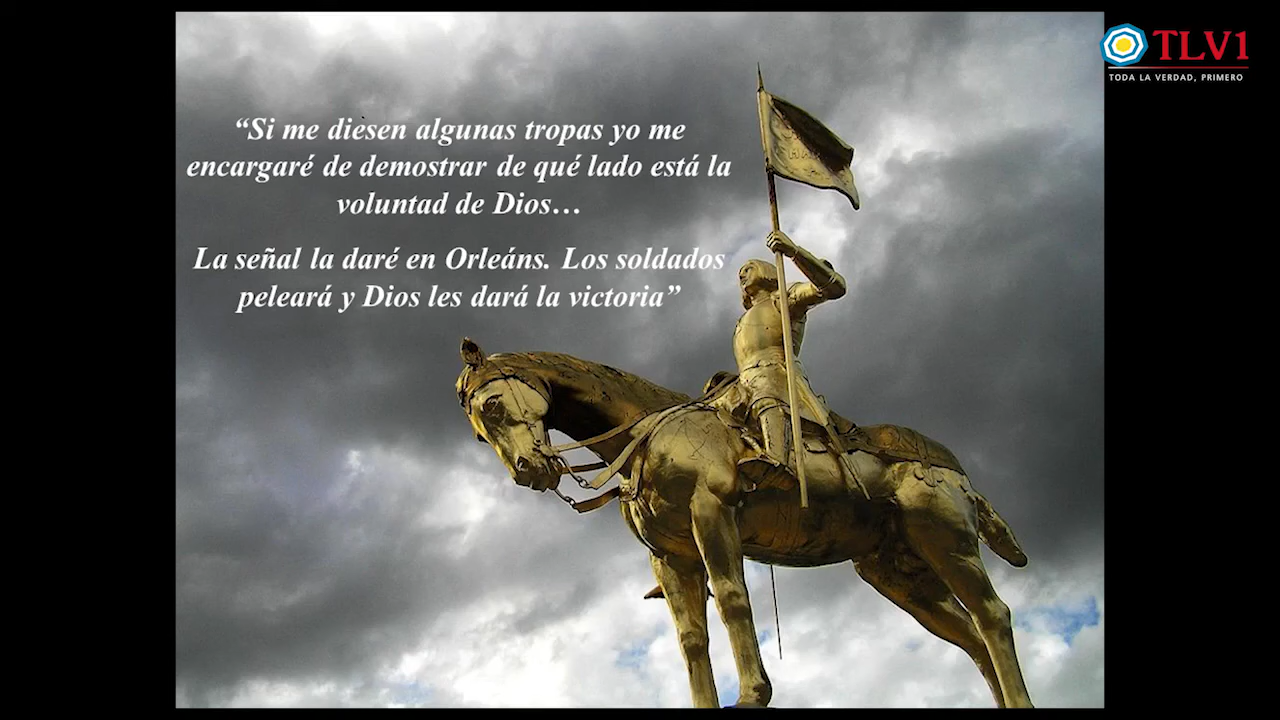 “Si me diesen algunas tropas yo me
encargaré de demostrar de qué lado está la
voluntad de Dios…
La señal la daré en Orleáns. Los soldados
peleará y Dios les dará la victoria”
TLV1
TODA LA VERDAD, PRIMERO